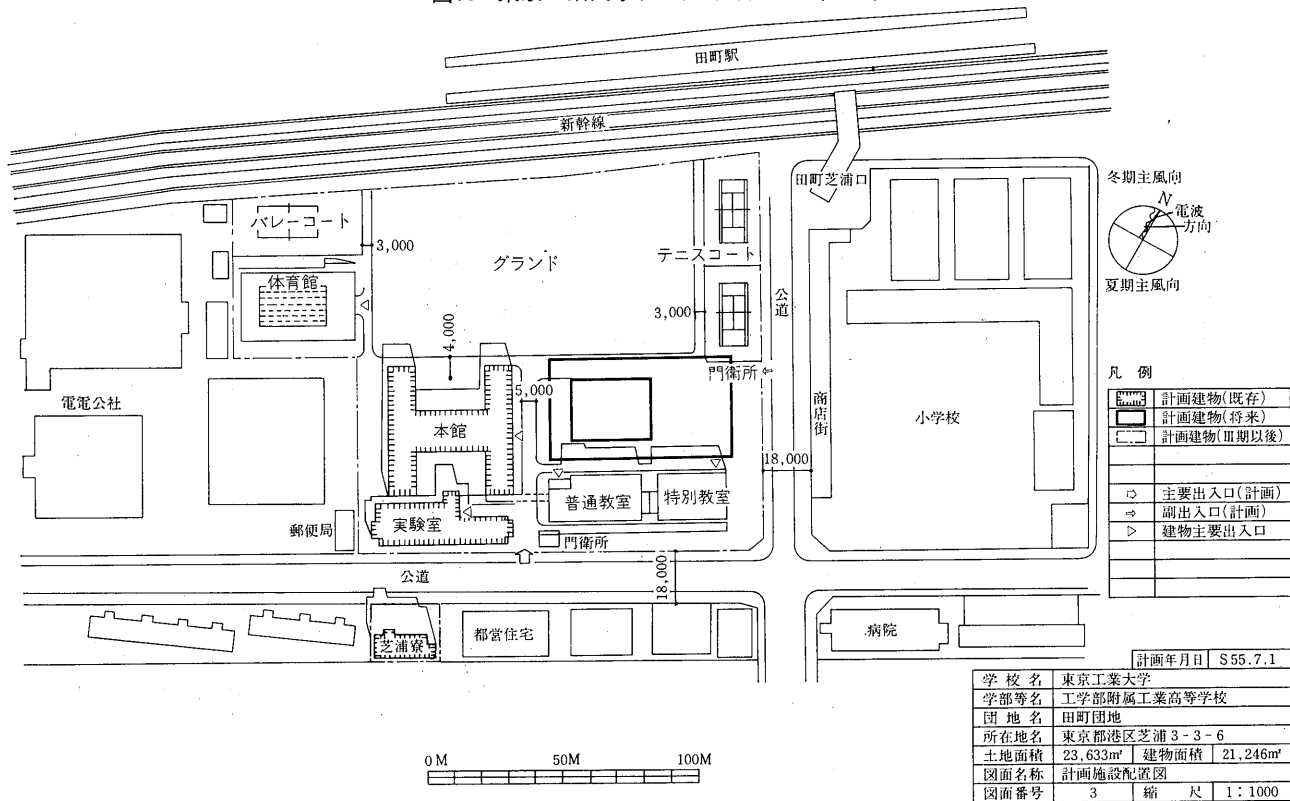 田町駅
新幹線
田町芝浦口
冬期主風向
N
電波
方向
夏期主風向
バレーコート
3,000
グランド
テニスコート
体育館
公道
3,000
4,000
門衛所
5,000
電電公社
本館
商店街
小学校
18,000
普通教室
特別教室
実験室
郵便局
門衛所
公道
18,000
芝浦寮
都営住宅
病院
凡例
計画建物(既存)
計画建物(将来)
計画建物(Ⅲ期以後)
主要出入口(計画)
副出入口(計画)
建物主要出入口
計画年月日 S55.7.1
学校名 東京工業大学
学部等名 工学部附属工業高等学校
団地名 田町団地
所在地名 東京都港区芝浦3-3-6
土地面積 23,633㎡ 建物面積 21,246㎡
図面名称 計画施設配置図
図面番号 3 縮尺 1:1000
0M 50M 100M